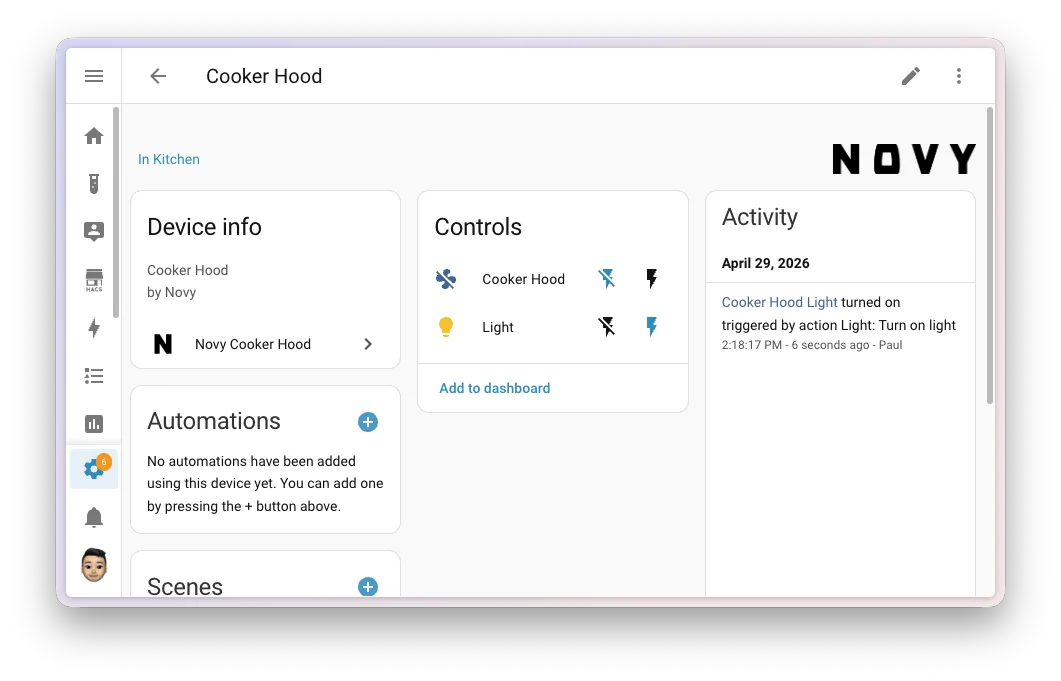 Cooker Hood
In Kitchen
NOVY
Device info
Cooker Hood
by Novy
N
Novy Cooker Hood
Automations
No automations have been added
using this device yet. You can add one
by pressing the + button above.
Scenes
Controls
Cooker Hood
Light
Add to dashboard
Activity
April 29, 2026
Cooker Hood Light turned on
triggered by action Light: Turn on light
2:18:17 PM - 6 seconds ago - Paul
HACS
6